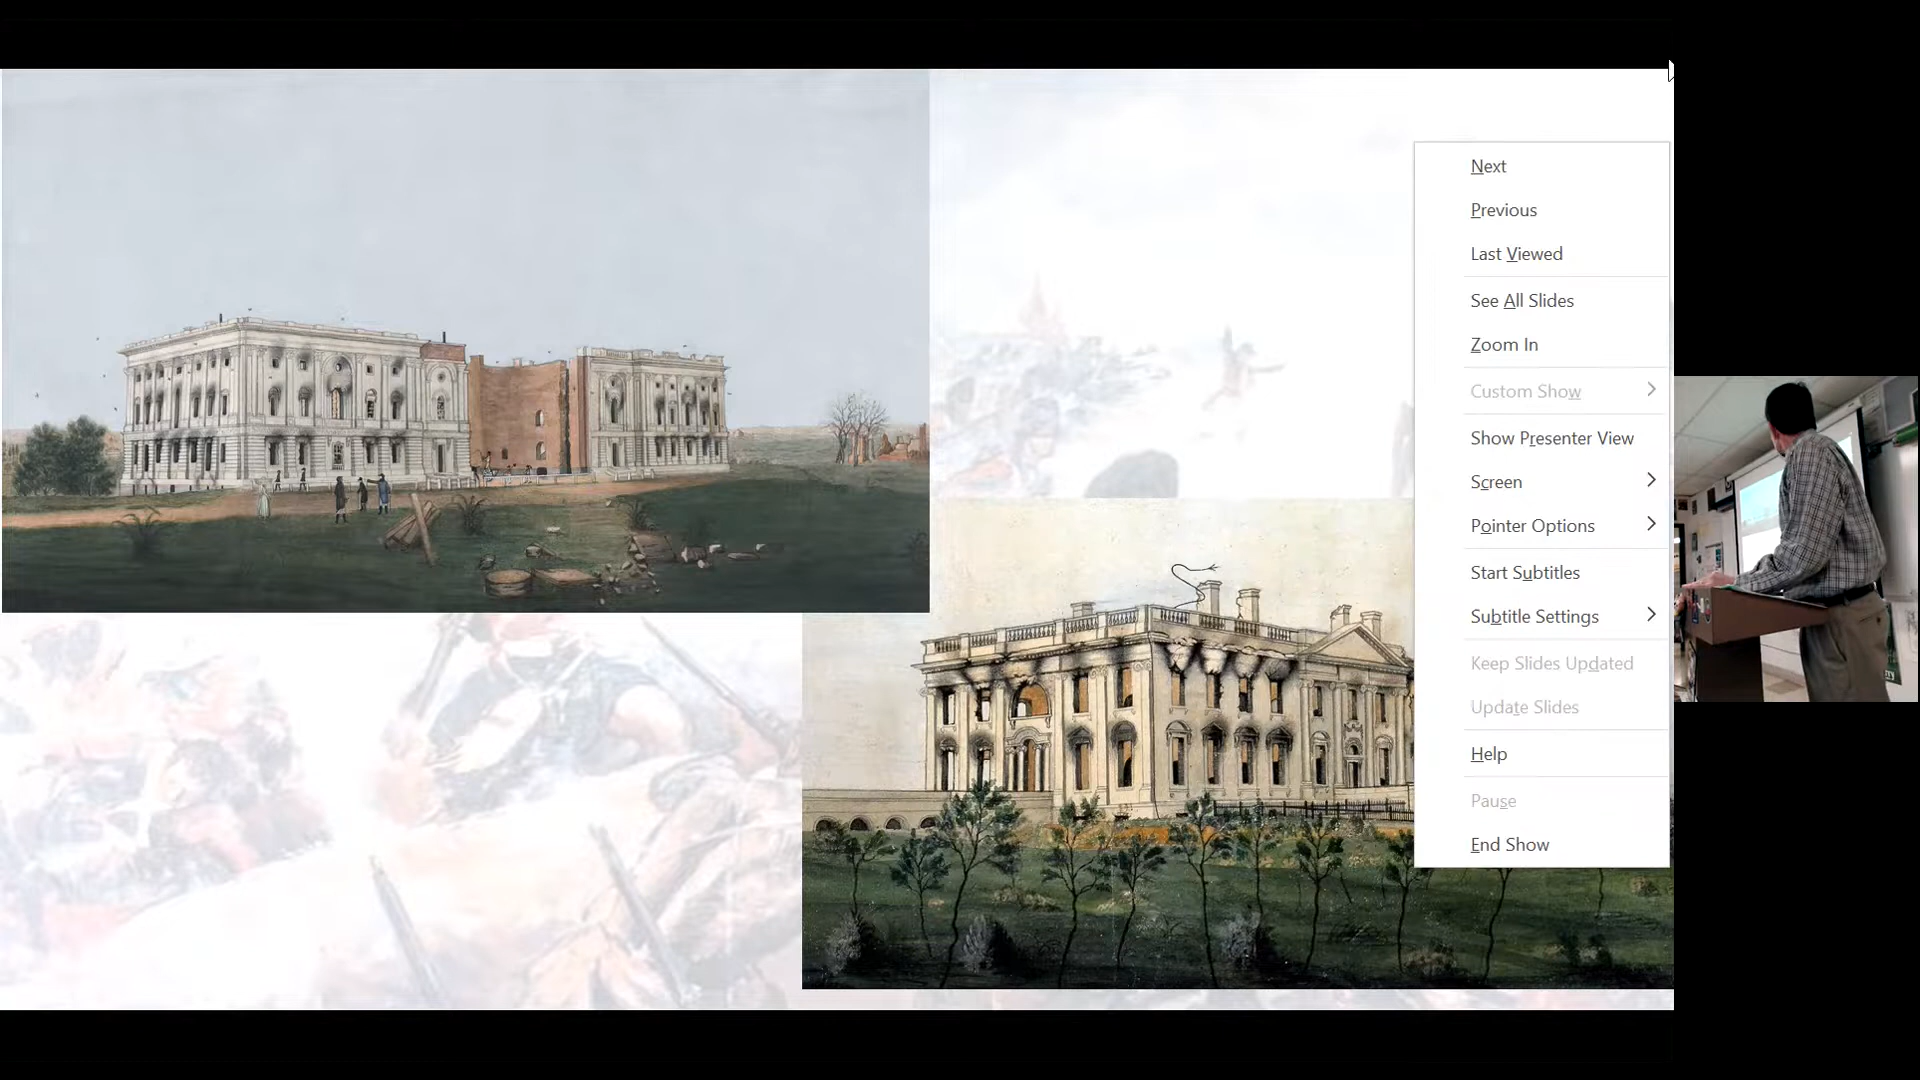 Next
Previous
Last Viewed
See All Slides
Zoom In
Custom Show
Show Presenter View
Screen
Pointer Options
Start Subtitles
Subtitle Settings
Keep Slides Updated
Update Slides
Help
Pause
End Show